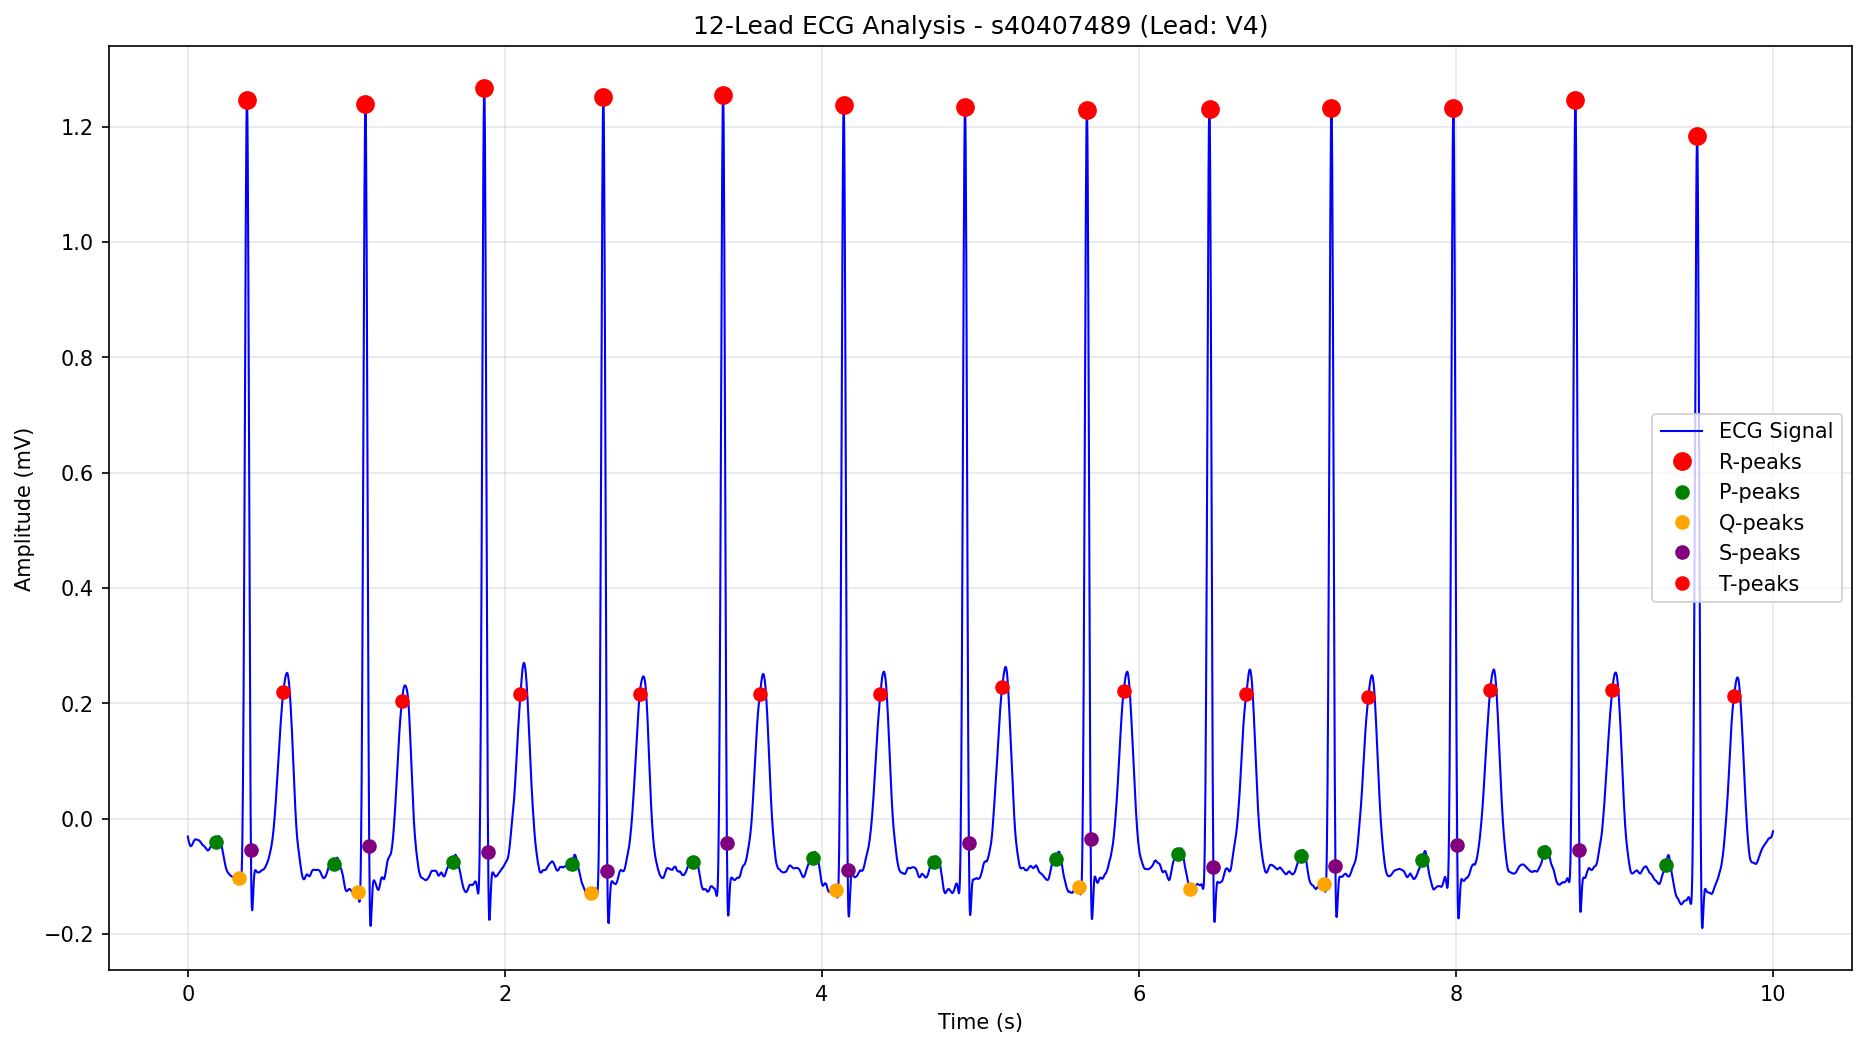 12-Lead ECG Analysis - s40407489 (Lead: V4)
Amplitude (mV)
1.2
1.0
0.8
0.6
0.4
0.2
0.0
−0.2
ECG Signal
R-peaks
P-peaks
Q-peaks
S-peaks
T-peaks
0 2 4 6 8 10
Time (s)